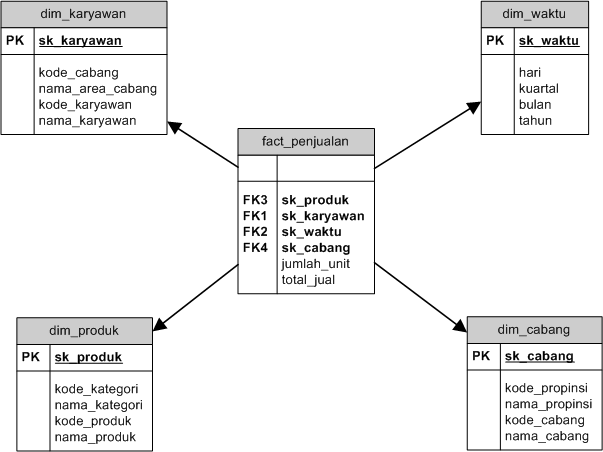 dim_karyawan
PK sk_karyawan
kode_cabang
nama_area_cabang
kode_karyawan
nama_karyawan
dim_waktu
PK sk_waktu
hari
kuartal
bulan
tahun
fact_penjualan
FK3 sk_produk
FK1 sk_karyawan
FK2 sk_waktu
FK4 sk_cabang
jumlah_unit
total_jual
dim_produk
PK sk_produk
kode_kategori
nama_kategori
kode_produk
nama_produk
dim_cabang
PK sk_cabang
kode_propinsi
nama_propinsi
kode_cabang
nama_cabang